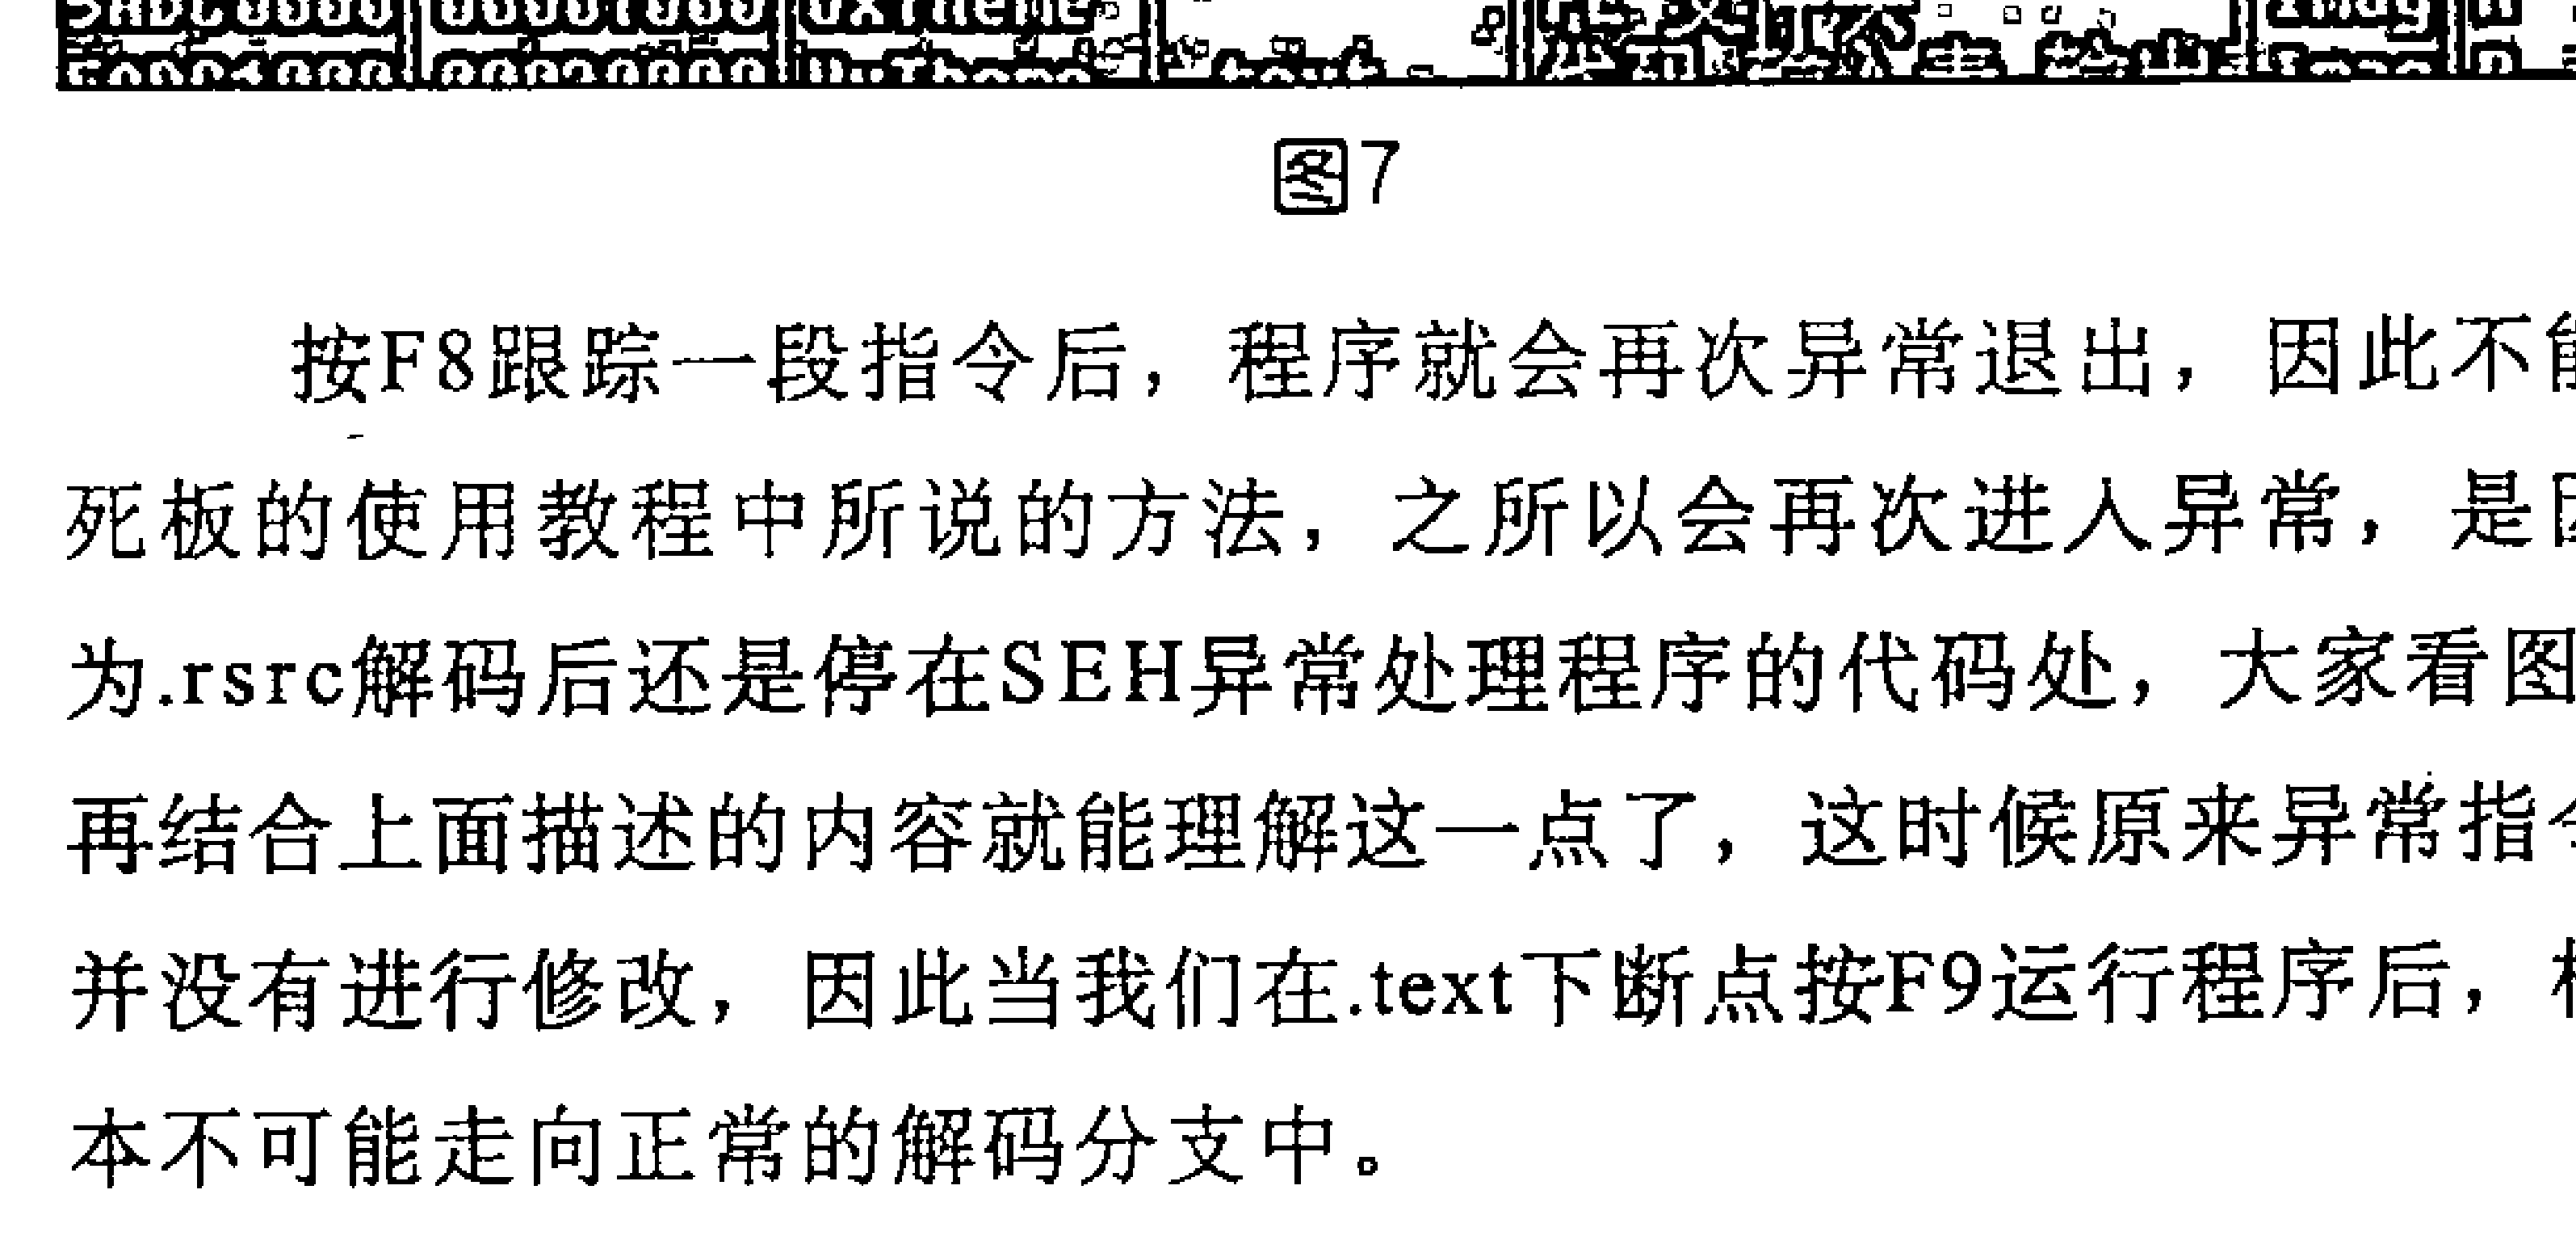 图7
按F8跟踪一段指令后，程序就会再次异常退出，因此不能
死板的使用教程中所说的方法，之所以会再次进入异常，是因
为.rsrc解码后还是停在SEH异常处理程序的代码处，大家看图
再结合上面描述的内容就能理解这一点了，这时候原来异常指令
并没有进行修改，因此当我们在.text下断点按F9运行程序后，
本不可能走向正常的解码分支中。